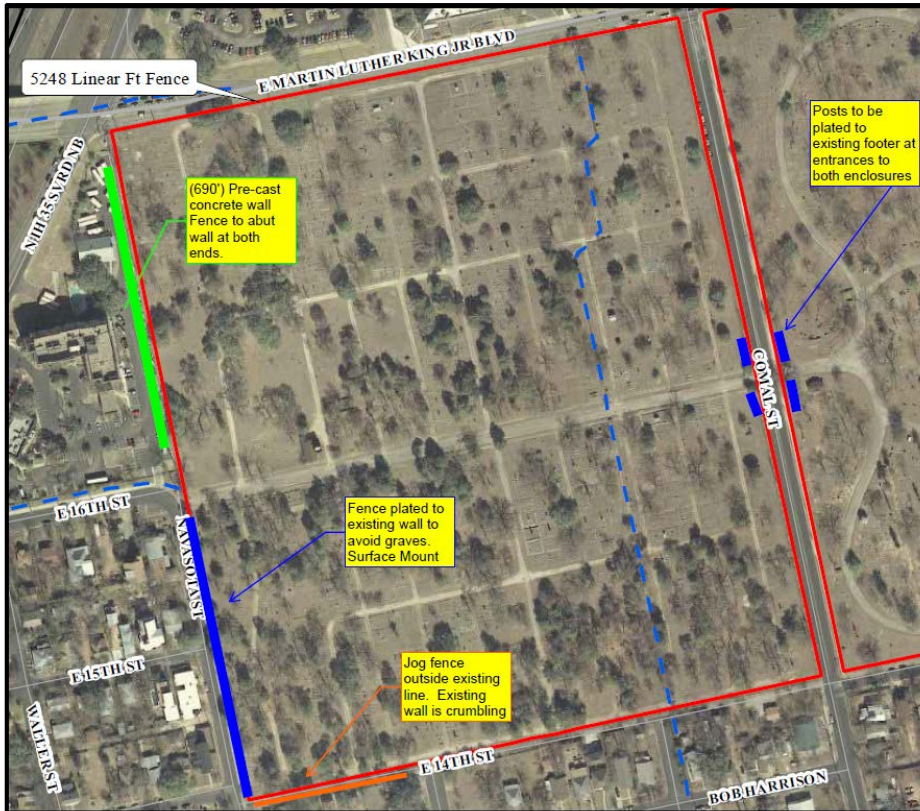 E MARTIN LUTHER KING JR BLVD
5248 Linear Ft Fence
Posts to be
plated to
existing footer at
entrances to
both enclosures
N IH 35 SVRD NB
(690') Pre-cast
concrete wall
Fence to abut
wall at both
ends.
COMAL ST
E 16TH ST
NAVASOTA ST
Fence plated to
existing wall to
avoid graves.
Surface Mount
E 15TH ST
WALLER ST
Jog fence
outside existing
line. Existing
wall is crumbling
E 14TH ST
BOB HARRISON